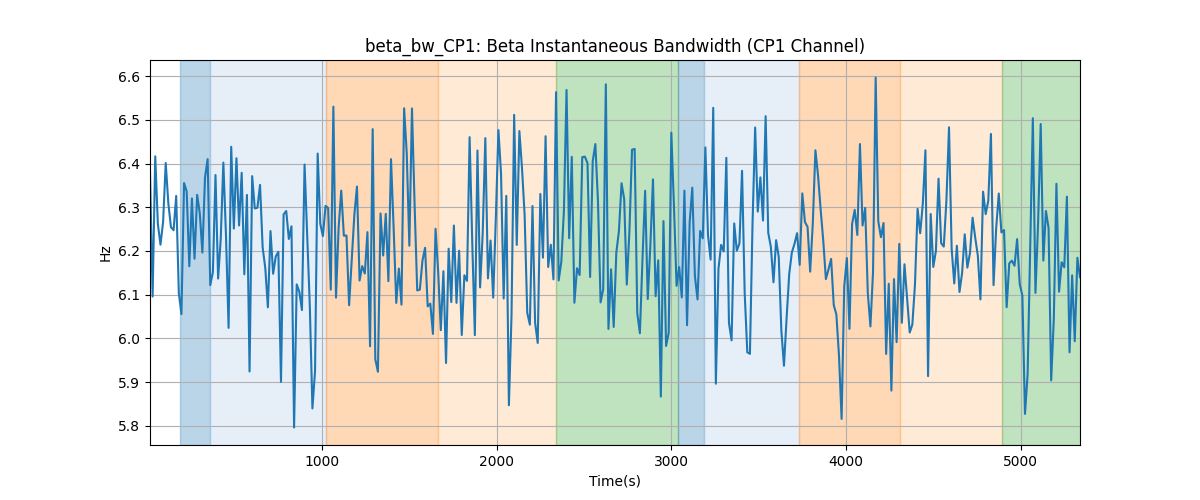 beta_bw_CP1: Beta Instantaneous Bandwidth (CP1 Channel)
6.6
6.5
6.4
6.3
6.2
6.1
6.0
5.9
5.8
Hz
1000 2000 3000 4000 5000
Time(s)